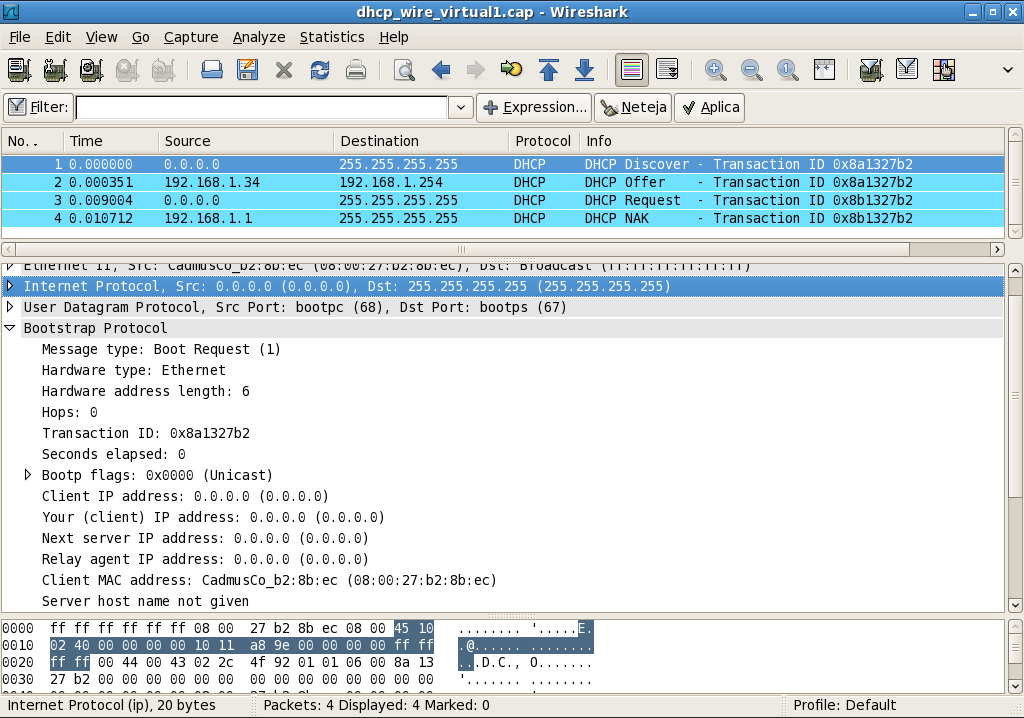 dhcp_wire_virtual1.cap - Wireshark
File Edit View Go Capture Analyze Statistics Help
Filter: Expression... Neteja Aplica
No. . Time Source Destination Protocol Info
1 0.000000 0.0.0.0 255.255.255.255 DHCP DHCP Discover - Transaction ID 0x8a1327b2
2 0.000351 192.168.1.34 192.168.1.254 DHCP DHCP Offer - Transaction ID 0x8a1327b2
3 0.009004 0.0.0.0 255.255.255.255 DHCP DHCP Request - Transaction ID 0x8b1327b2
4 0.010712 192.168.1.1 255.255.255.255 DHCP DHCP NAK - Transaction ID 0x8b1327b2
Ethernet II, Src: CadmusCo_b2:8b:ec (08:00:27:b2:8b:ec), Dst: Broadcast (ff:ff:ff:ff:ff:ff)
Internet Protocol, Src: 0.0.0.0 (0.0.0.0), Dst: 255.255.255.255 (255.255.255.255)
User Datagram Protocol, Src Port: bootpc (68), Dst Port: bootps (67)
Bootstrap Protocol
Message type: Boot Request (1)
Hardware type: Ethernet
Hardware address length: 6
Hops: 0
Transaction ID: 0x8a1327b2
Seconds elapsed: 0
Bootp flags: 0x0000 (Unicast)
Client IP address: 0.0.0.0 (0.0.0.0)
Your (client) IP address: 0.0.0.0 (0.0.0.0)
Next server IP address: 0.0.0.0 (0.0.0.0)
Relay agent IP address: 0.0.0.0 (0.0.0.0)
Client MAC address: CadmusCo_b2:8b:ec (08:00:27:b2:8b:ec)
Server host name not given
0000 ff ff ff ff ff ff 08 00 27 b2 8b ec 08 00 45 10 ........ '.....E.
0010 02 40 00 00 00 00 10 11 a8 9e 00 00 00 00 ff ff .@...... ........
0020 ff ff 00 44 00 43 02 2c 4f 92 01 01 06 00 8a 13 ...D.C., O.......
0030 27 b2 00 00 00 00 00 00 00 00 00 00 00 00 00 00 '....... ........
Internet Protocol (ip), 20 bytes Packets: 4 Displayed: 4 Marked: 0 Profile: Default